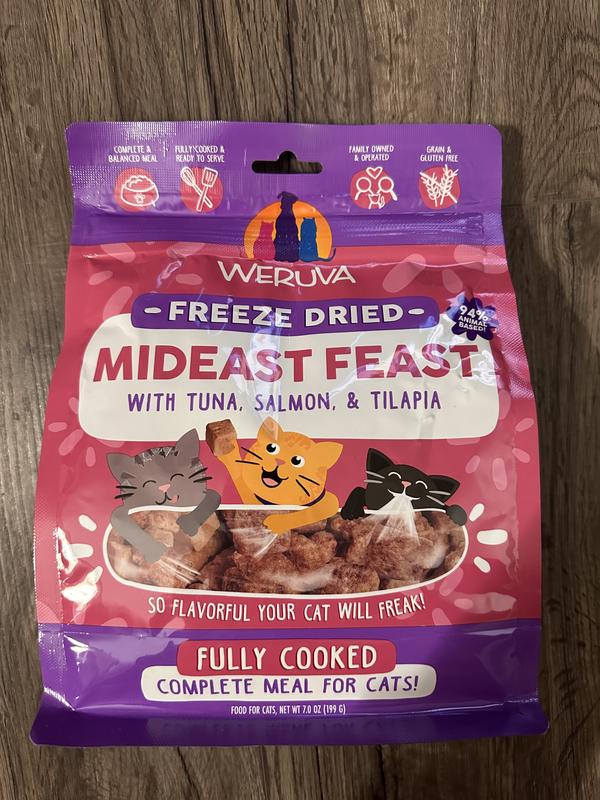 COMPLETE &
BALANCED MEAL
FULLY COOKED &
READY TO SERVE
FAMILY OWNED
& OPERATED
GRAIN &
GLUTEN FREE
WERUVA
-FREEZE DRIED-
94%
ANIMAL
BASED!
MIDEAST FEAST
WITH TUNA, SALMON, & TILAPIA
SO FLAVORFUL YOUR CAT WILL FREAK!
FULLY COOKED
COMPLETE MEAL FOR CATS!
FOOD FOR CATS, NET WT 7.0 OZ (199 G)